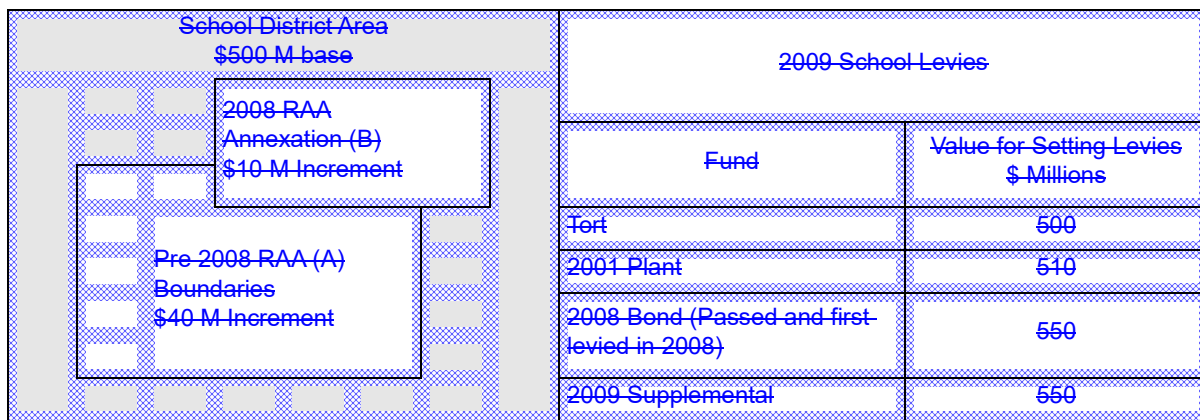 School District Area
$500 M base
2008 RAA
Annexation (B)
$10 M Increment
Pre 2008 RAA (A)
Boundaries
$40 M Increment
2009 School Levies
Fund
Value for Setting Levies
$ Millions
Tort
500
2001 Plant
510
2008 Bond (Passed and first
levied in 2008)
550
2009 Supplemental
550